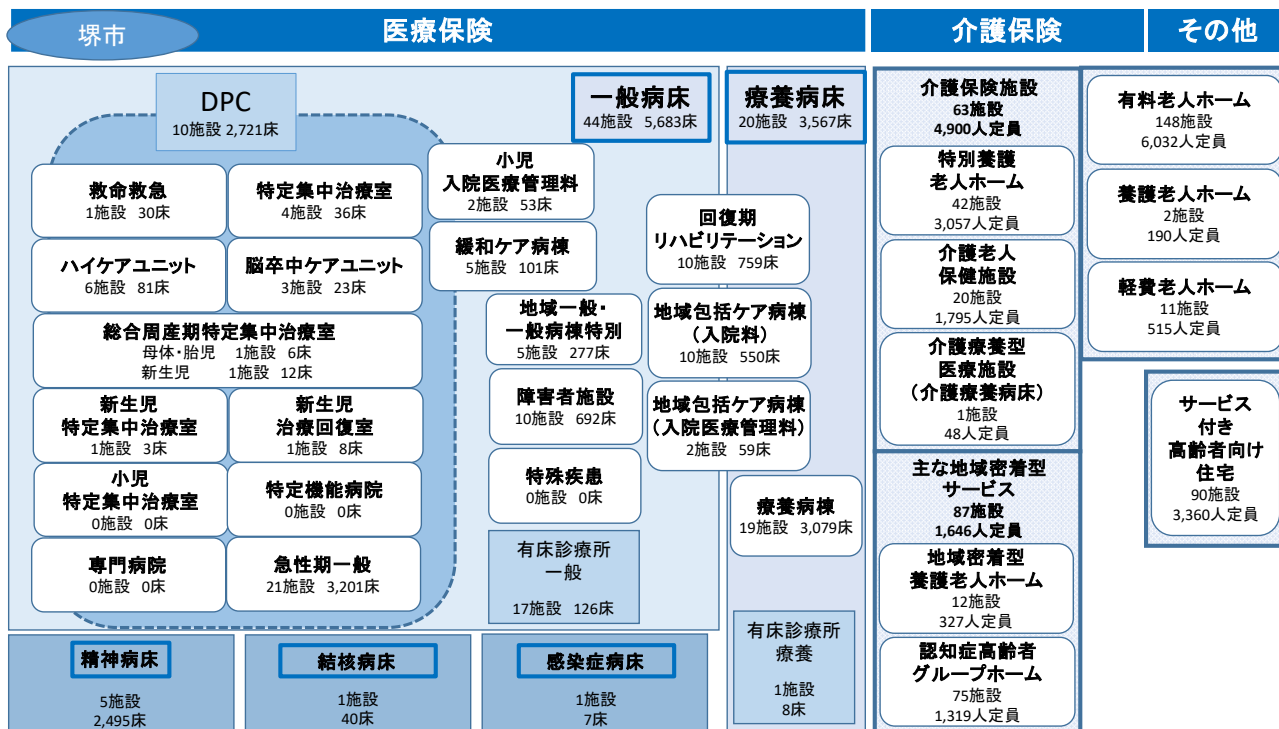 堺市
医療保険
介護保険
その他
DPC
10施設 2,721床
一般病床
44施設 5,683床
療養病床
20施設 3,567床
救命救急
1施設 30床
特定集中治療室
4施設 36床
ハイケアユニット
6施設 81床
脳卒中ケアユニット
3施設 23床
総合周産期特定集中治療室
母体・胎児 1施設 6床
新生児 1施設 12床
新生児
特定集中治療室
1施設 3床
新生児
治療回復室
1施設 8床
小児
特定集中治療室
0施設 0床
特定機能病院
0施設 0床
専門病院
0施設 0床
急性期一般
21施設 3,201床
小児
入院医療管理料
2施設 53床
緩和ケア病棟
5施設 101床
地域一般・
一般病棟特別
5施設 277床
障害者施設
10施設 692床
特殊疾患
0施設 0床
有床診療所
一般
17施設 126床
回復期
リハビリテーション
10施設 759床
地域包括ケア病棟
(入院料)
10施設 550床
地域包括ケア病棟
(入院医療管理料)
2施設 59床
療養病棟
19施設 3,079床
有床診療所
療養
1施設
8床
精神病床
5施設
2,495床
結核病床
1施設
40床
感染症病床
1施設
7床
介護保険施設
63施設
4,900人定員
特別養護
老人ホーム
42施設
3,057人定員
介護老人
保健施設
20施設
1,795人定員
介護療養型
医療施設
(介護療養病床)
1施設
48人定員
主な地域密着型
サービス
87施設
1,646人定員
地域密着型
養護老人ホーム
12施設
327人定員
認知症高齢者
グループホーム
75施設
1,319人定員
有料老人ホーム
148施設
6,032人定員
養護老人ホーム
2施設
190人定員
軽費老人ホーム
11施設
515人定員
サービス
付き
高齢者向け
住宅
90施設
3,360人定員